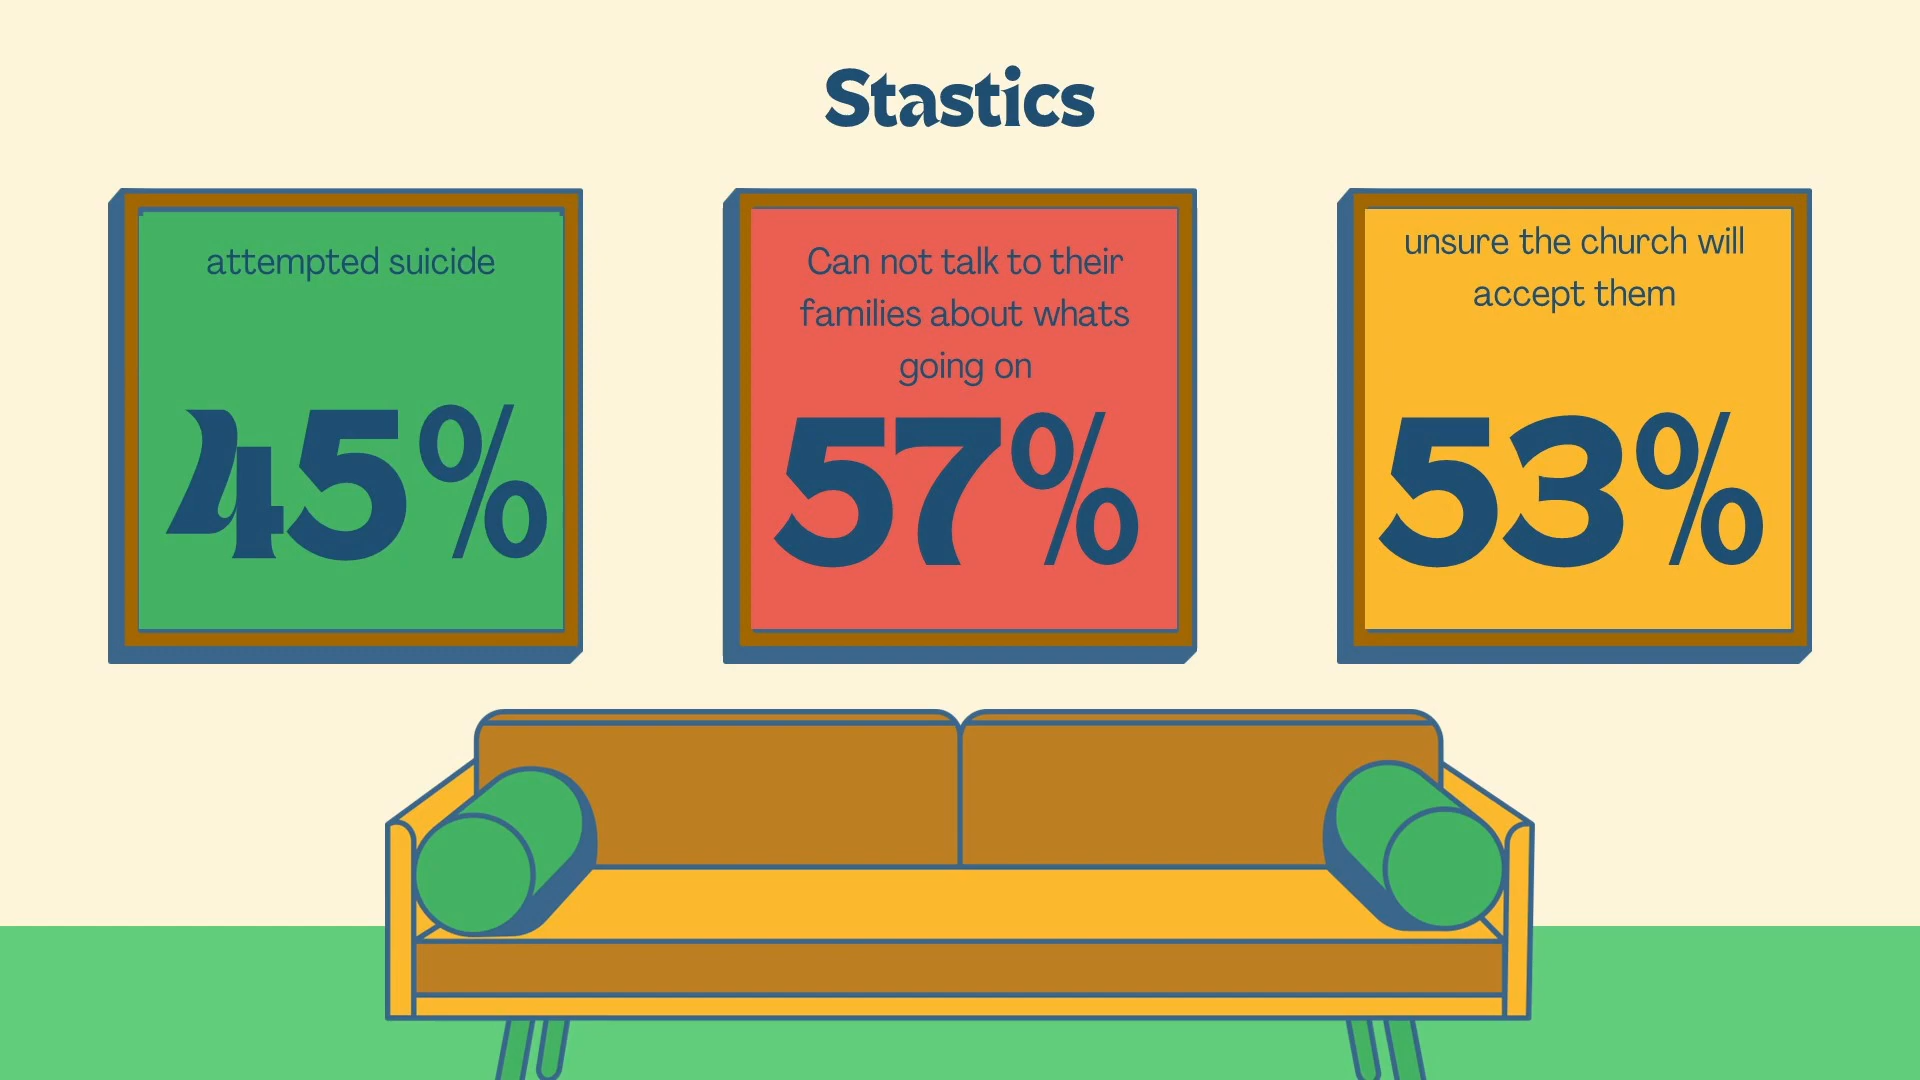 Stastics
attempted suicide
45%
Can not talk to their
families about whats
going on
57%
unsure the church will
accept them
53%